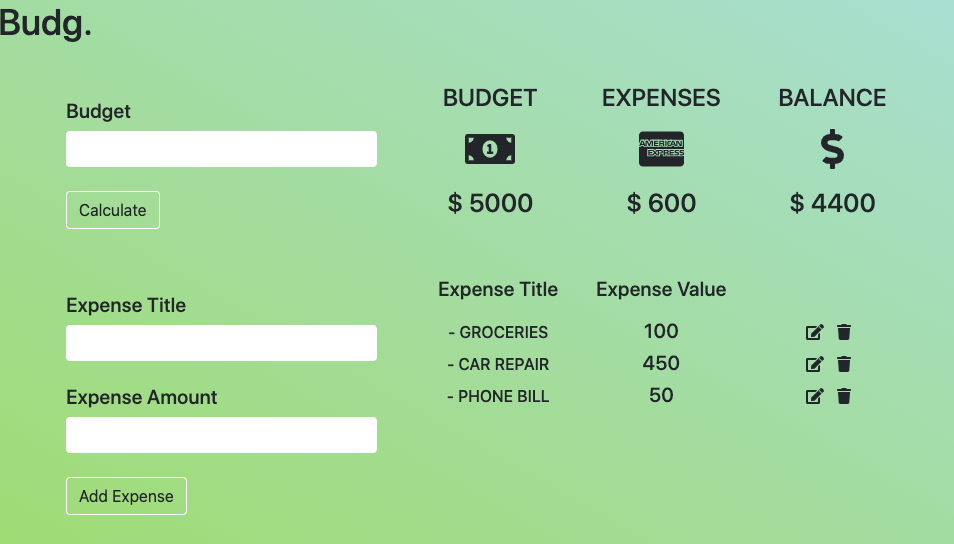 Budg.
Budget
Calculate
BUDGET EXPENSES BALANCE
1
AMERICAN
EXPRESS
$ 5000 $ 600 $ 4400
Expense Title
Expense Amount
Add Expense
Expense Title Expense Value
- GROCERIES 100
- CAR REPAIR 450
- PHONE BILL 50